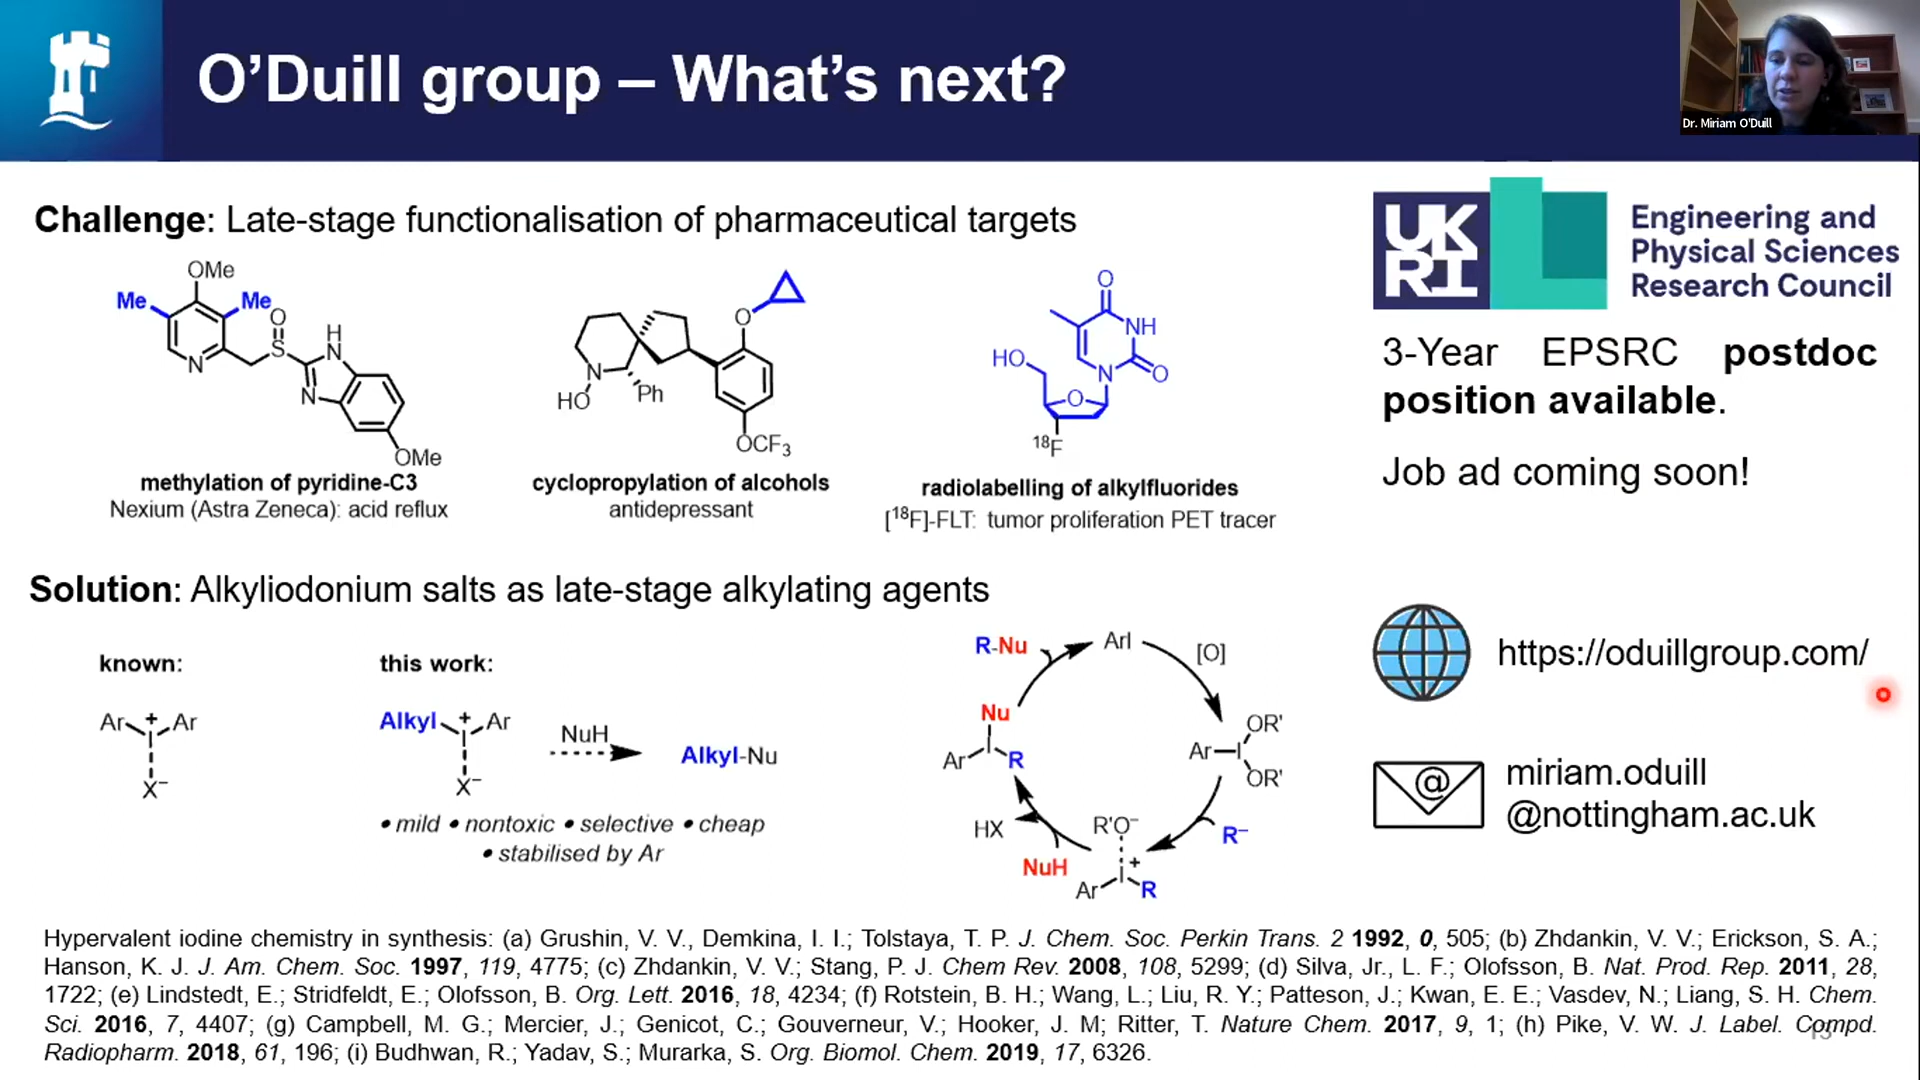 O'Duill group – What's next?
Dr. Miriam O'Duill
Challenge: Late-stage functionalisation of pharmaceutical targets
OMe
Me
Me
O
S
N
H
N
N
OMe
methylation of pyridine-C3
Nexium (Astra Zeneca): acid reflux
O
N
HO
Ph
OCF3
cyclopropylation of alcohols
antidepressant
O
NH
HO
N
O
O
18F
radiolabelling of alkylfluorides
[18F]-FLT: tumor proliferation PET tracer
UK
RI
Engineering and
Physical Sciences
Research Council
3-Year EPSRC postdoc
position available.
Job ad coming soon!
Solution: Alkyliodonium salts as late-stage alkylating agents
known:
Ar + Ar
I
X−
this work:
Alkyl + Ar
I
X−
NuH
Alkyl-Nu
• mild • nontoxic • selective • cheap
• stabilised by Ar
R-Nu
ArI
[O]
Nu
Ar I R
OR'
Ar—I
OR'
HX
R'O−
R−
NuH
+
Ar I R
https://oduillgroup.com/
@
miriam.oduill
@nottingham.ac.uk
Hypervalent iodine chemistry in synthesis: (a) Grushin, V. V., Demkina, I. I.; Tolstaya, T. P. J. Chem. Soc. Perkin Trans. 2 1992, 0, 505; (b) Zhdankin, V. V.; Erickson, S. A.;
Hanson, K. J. J. Am. Chem. Soc. 1997, 119, 4775; (c) Zhdankin, V. V.; Stang, P. J. Chem Rev. 2008, 108, 5299; (d) Silva, Jr., L. F.; Olofsson, B. Nat. Prod. Rep. 2011, 28,
1722; (e) Lindstedt, E.; Stridfeldt, E.; Olofsson, B. Org. Lett. 2016, 18, 4234; (f) Rotstein, B. H.; Wang, L.; Liu, R. Y.; Patteson, J.; Kwan, E. E.; Vasdev, N.; Liang, S. H. Chem.
Sci. 2016, 7, 4407; (g) Campbell, M. G.; Mercier, J.; Genicot, C.; Gouverneur, V.; Hooker, J. M; Ritter, T. Nature Chem. 2017, 9, 1; (h) Pike, V. W. J. Label. Compd.
Radiopharm. 2018, 61, 196; (i) Budhwan, R.; Yadav, S.; Murarka, S. Org. Biomol. Chem. 2019, 17, 6326.
13